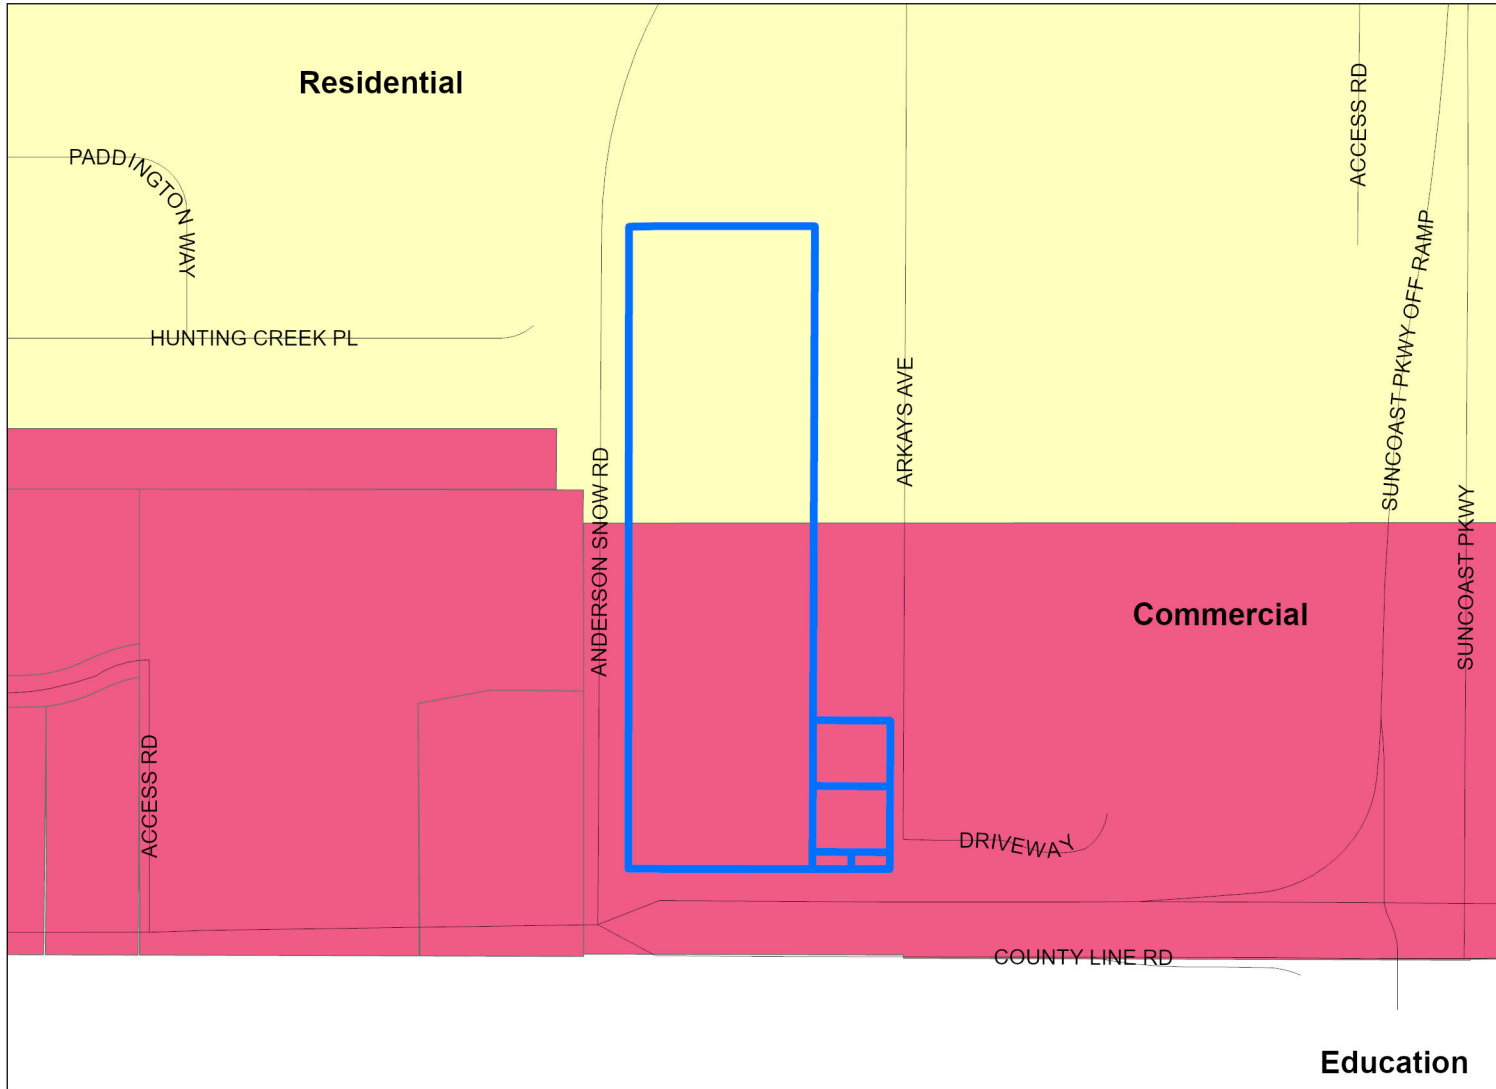 Residential
ACCESS RD
PADDINGTON WAY
SUNCOAST PKWY OFF RAMP
HUNTING CREEK PL
ARKAYS AVE
ANDERSON SNOW RD
SUNCOAST PKWY
Commercial
ACCESS RD
DRIVEWAY
COUNTY LINE RD
Education